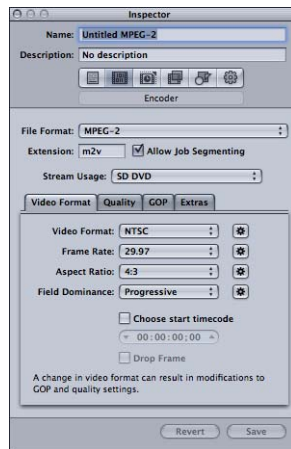 Inspector
Name: Untitled MPEG-2
Description: No description
Encoder
File Format: MPEG-2
Extension: m2v Allow Job Segmenting
Stream Usage: SD DVD
Video Format Quality GOP Extras
Video Format: NTSC
Frame Rate: 29.97
Aspect Ratio: 4:3
Field Dominance: Progressive
Choose start timecode
00:00:00;00
Drop Frame
A change in video format can result in modifications to
GOP and quality settings.
Revert Save